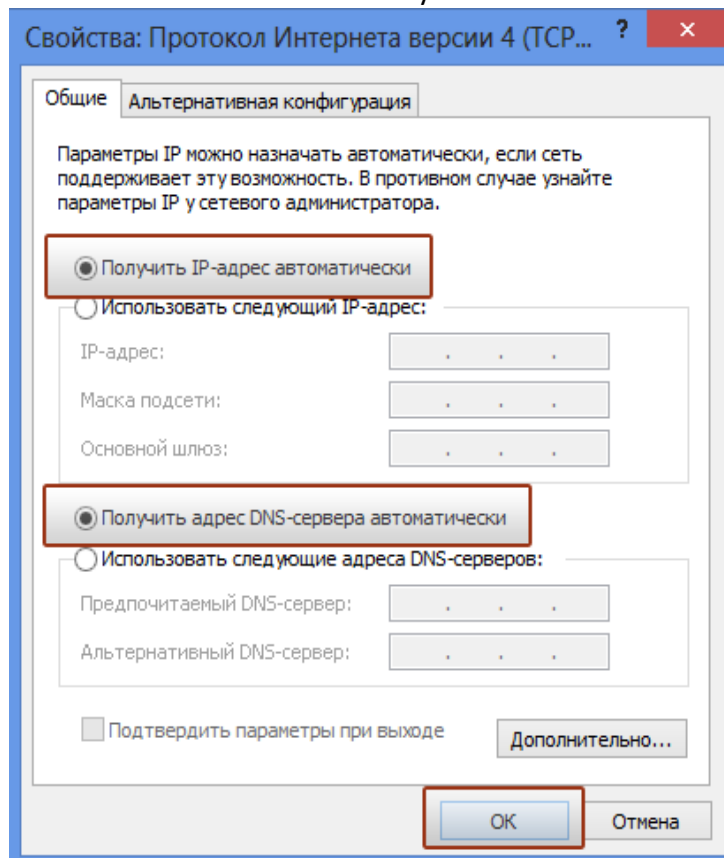 Свойства: Протокол Интернета версии 4 (TCP... ? ×
Общие Альтернативная конфигурация
Параметры IP можно назначать автоматически, если сеть
поддерживает эту возможность. В противном случае узнайте
параметры IP у сетевого администратора.
Получить IP-адрес автоматически
Использовать следующий IP-адрес:
IP-адрес:
Маска подсети:
Основной шлюз:
Получить адрес DNS-сервера автоматически
Использовать следующие адреса DNS-серверов:
Предпочитаемый DNS-сервер:
Альтернативный DNS-сервер:
Подтвердить параметры при выходе
Дополнительно...
ОК Отмена